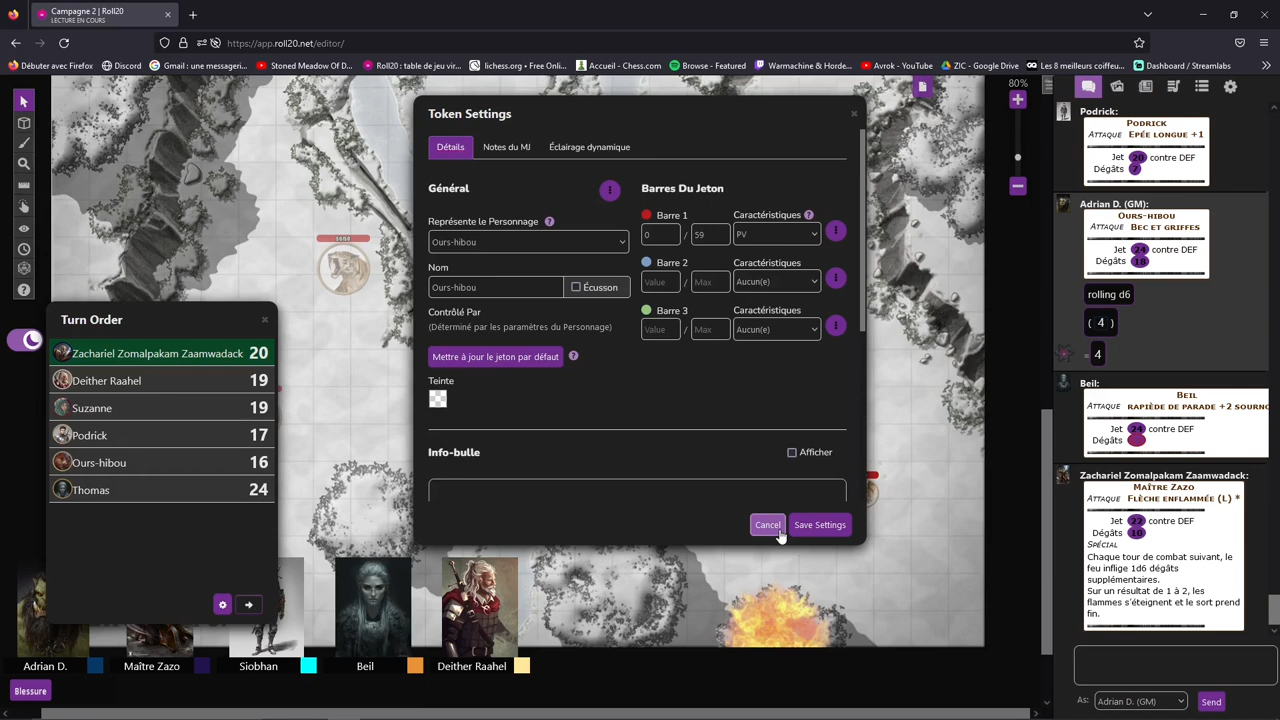 Campagne 2 | Roll20
LECTURE EN COURS
https://app.roll20.net/editor/
Débuter avec Firefox
Discord
Gmail : une messageri...
Stoned Meadow Of D...
Roll20 : table de jeu vir...
lichess.org • Free Onli...
Accueil - Chess.com
Browse - Featured
Warmachine & Horde...
Avrok - YouTube
ZIC - Google Drive
Les 8 meilleurs coiffeu...
Dashboard / Streamlabs
80%
Token Settings
Détails
Notes du MJ
Éclairage dynamique
Général
Représente le Personnage
Ours-hibou
Nom
Ours-hibou
Écusson
Contrôlé Par
(Déterminé par les paramètres du Personnage)
Mettre à jour le jeton par défaut
Teinte
Barres Du Jeton
Barre 1
Caractéristiques
0 / 59
PV
Barre 2
Caractéristiques
Value / Max
Aucun(e)
Barre 3
Caractéristiques
Value / Max
Aucun(e)
Info-bulle
Afficher
Cancel
Save Settings
Turn Order
Zachariel Zomalpakam Zaamwadack 20
Deither Raahel 19
Suzanne 19
Podrick 17
Ours-hibou 16
Thomas 24
Adrian D.
Maître Zazo
Siobhan
Beil
Deither Raahel
Blessure
Podrick:
PODRICK
ATTAQUE EPÉE LONGUE +1
Jet 20 contre DEF
Dégâts 7
Adrian D. (GM):
OURS-HIBOU
ATTAQUE BEC ET GRIFFES
Jet 24 contre DEF
Dégâts 18
rolling d6
( 4 )
= 4
Beil:
BEIL
ATTAQUE RAPIÈDE DE PARADE +2 SOURNO
Jet 24 contre DEF
Dégâts
Zachariel Zomalpakam Zaamwadack:
MAÎTRE ZAZO
ATTAQUE FLÈCHE ENFLAMMÉE (L) *
Jet 22 contre DEF
Dégâts 10
SPÉCIAL
Chaque tour de combat suivant, le
feu inflige 1d6 dégâts
supplémentaires.
Sur un résultat de 1 à 2, les
flammes s'éteignent et le sort prend
fin.
As:
Adrian D. (GM)
Send